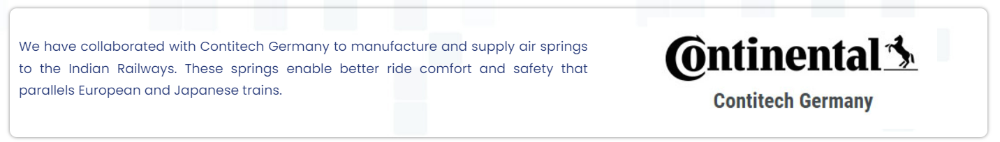 We have collaborated with Contitech Germany to manufacture and supply air springs
to the Indian Railways. These springs enable better ride comfort and safety that
parallels European and Japanese trains.
Continental
Contitech Germany